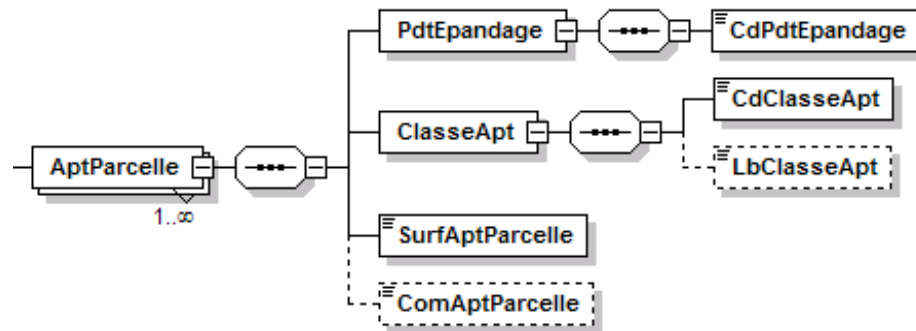 PdtEpandage
CdPdtEpandage
ClasseApt
CdClasseApt
LbClasseApt
AptParcelle
1..∞
SurfAptParcelle
ComAptParcelle